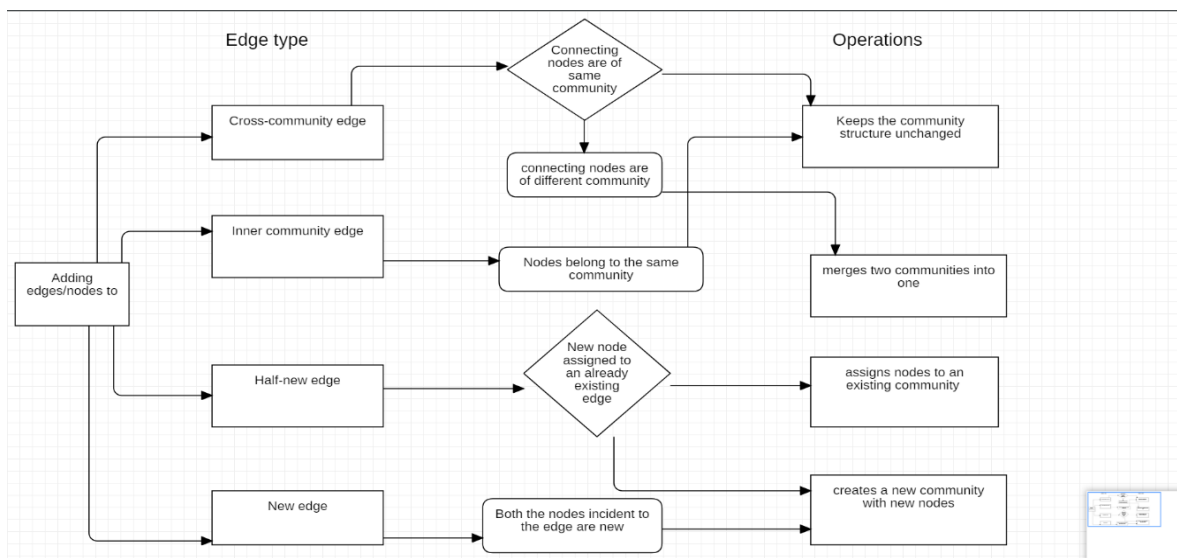 Edge type
Operations
Connecting
nodes are of
same
community
Cross-community edge
Keeps the community
structure unchanged
connecting nodes are
of different community
Inner community edge
Nodes belong to the same
community
Adding
edges/nodes to
merges two communities into
one
Half-new edge
New node
assigned to
an already
existing
edge
assigns nodes to an
existing community
New edge
Both the nodes incident to
the edge are new
creates a new community
with new nodes